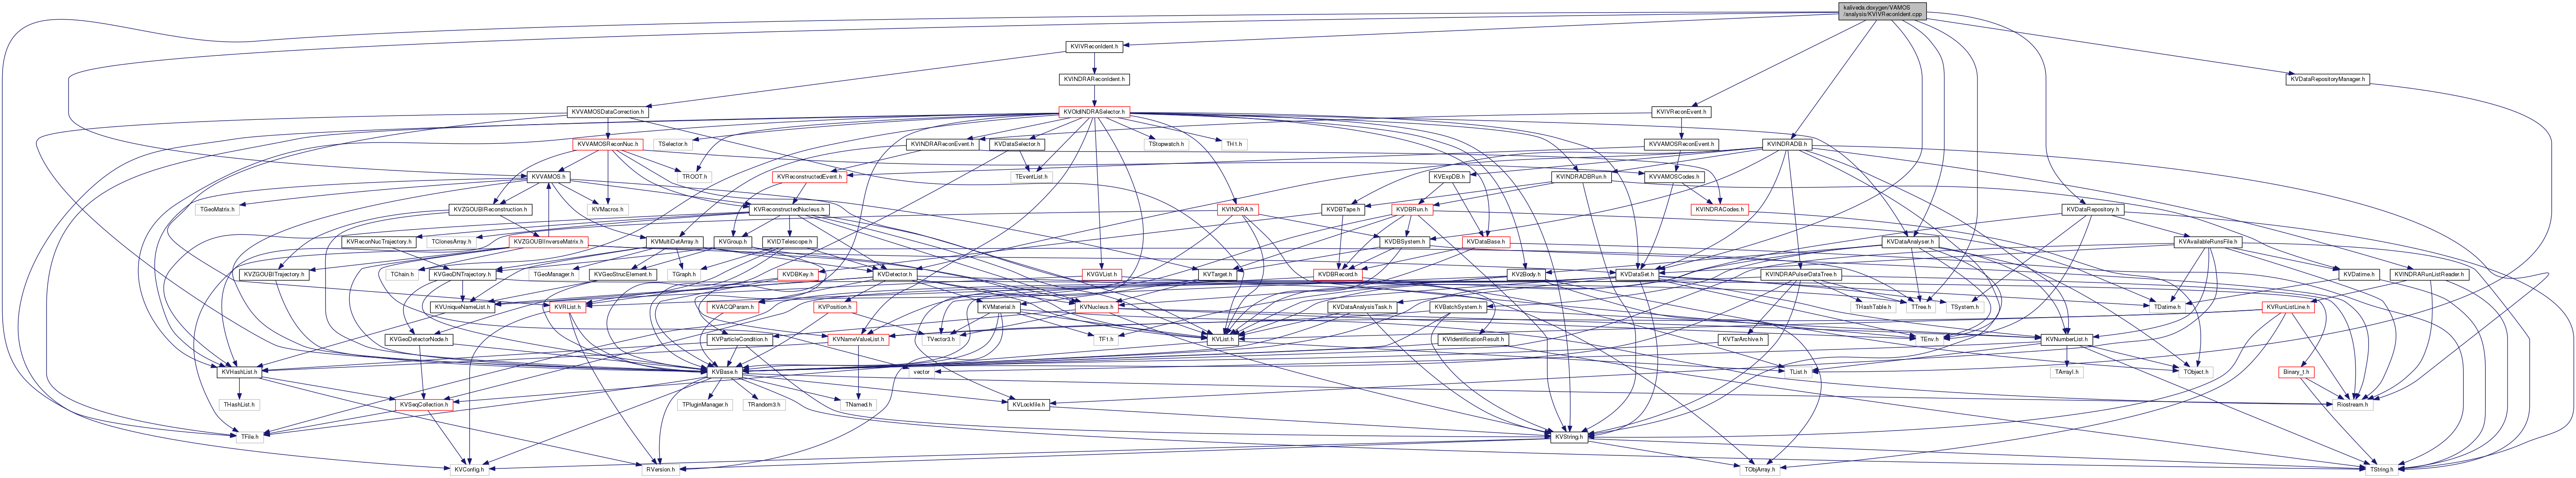 kaliveda.doxygen/VAMOS
/analysis/KVIVReconIdent.cpp
KVIVReconIdent.h
KVINDRAReconIdent.h
KVDataRepositoryManager.h
KVVAMOSDataCorrection.h
KVOldINDRASelector.h
KVIVReconEvent.h
KVVAMOSReconNuc.h
TSelector.h
KVINDRAReconEvent.h
KVDataSelector.h
TStopwatch.h
TH1.h
KVVAMOSReconEvent.h
KVINDRADB.h
KVVAMOS.h
TROOT.h
KVReconstructedEvent.h
TEventList.h
KVExpDB.h
KVINDRADBRun.h
KVVAMOSCodes.h
TGeoMatrix.h
KVZGOUBIReconstruction.h
KVMacros.h
KVReconstructedNucleus.h
KVINDRA.h
KVDBTape.h
KVDBRun.h
KVINDRACodes.h
KVDataRepository.h
KVReconNucTrajectory.h
TClonesArray.h
KVZGOUBIInverseMatrix.h
KVMultiDetArray.h
KVGroup.h
KVIDTelescope.h
KVDBSystem.h
KVDataBase.h
KVDataAnalyser.h
KVAvailableRunsFile.h
KVZGOUBITrajectory.h
TChain.h
KVGeoDNTrajectory.h
TGeoManager.h
KVGeoStrucElement.h
TGraph.h
KVDBKey.h
KVDetector.h
KVGVList.h
KVTarget.h
KVDBRecord.h
KV2Body.h
KVDataSet.h
KVINDRAPulserDataTree.h
KVDatime.h
KVINDRARunListReader.h
KVUniqueNameList.h
KVRList.h
KVACQParam.h
KVPosition.h
KVMaterial.h
KVNucleus.h
KVDataAnalysisTask.h
KVBatchSystem.h
THashTable.h
TTree.h
TSystem.h
TDatime.h
KVRunListLine.h
KVGeoDetectorNode.h
KVParticleCondition.h
KVNameValueList.h
TVector3.h
TF1.h
KVList.h
KVIdentificationResult.h
KVTarArchive.h
TEnv.h
KVNumberList.h
KVHashList.h
KVBase.h
vector
TList.h
TArrayI.h
TObject.h
Binary_t.h
THashList.h
KVSeqCollection.h
TPluginManager.h
TRandom3.h
TNamed.h
KVLockfile.h
Riostream.h
TFile.h
KVString.h
KVConfig.h
RVersion.h
TObjArray.h
TString.h